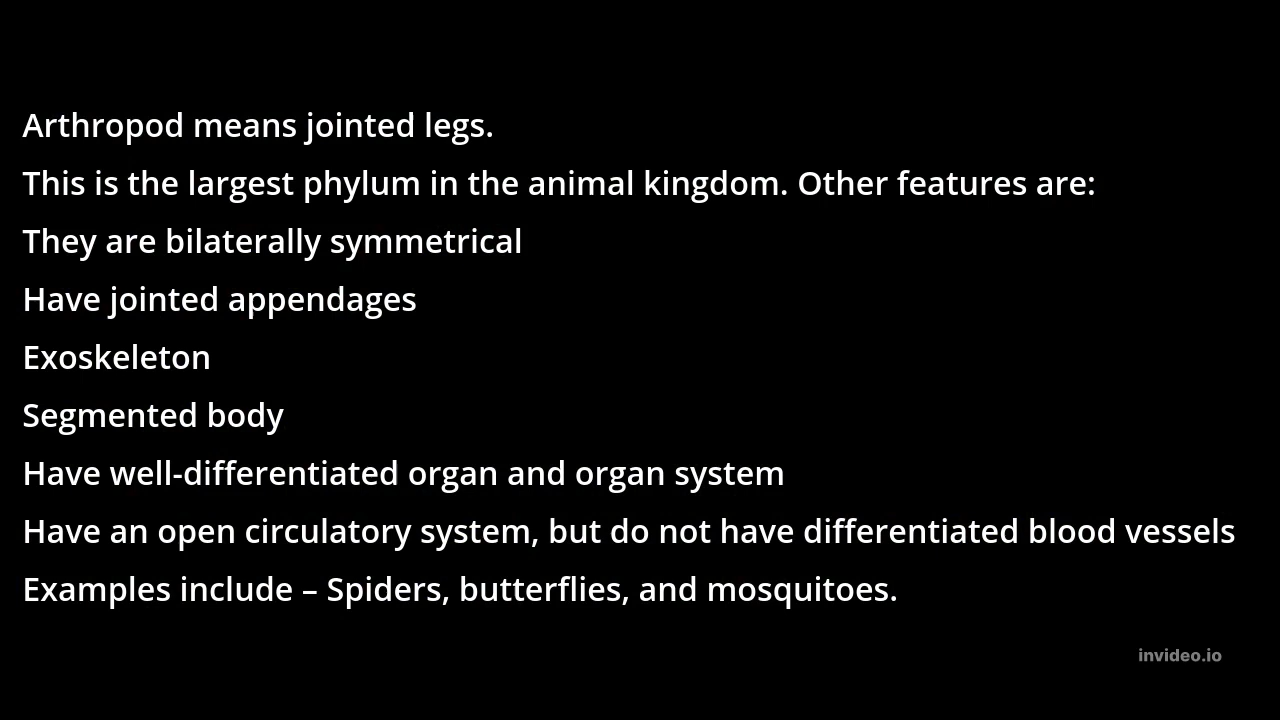 Arthropod means jointed legs.
This is the largest phylum in the animal kingdom. Other features are:
They are bilaterally symmetrical
Have jointed appendages
Exoskeleton
Segmented body
Have well-differentiated organ and organ system
Have an open circulatory system, but do not have differentiated blood vessels
Examples include – Spiders, butterflies, and mosquitoes.
invideo.io